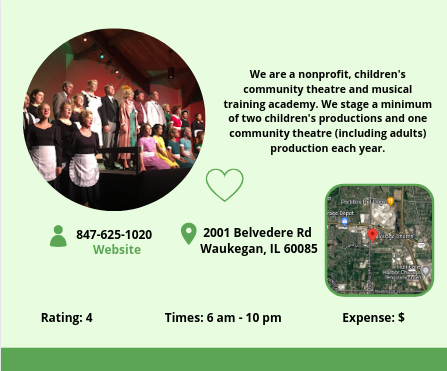 We are a nonprofit, children's
community theatre and musical
training academy. We stage a minimum
of two children's productions and one
community theatre (including adults)
production each year.
847-625-1020
Website
2001 Belvedere Rd
Waukegan, IL 60085
Rating: 4
Times: 6 am - 10 pm
Expense: $